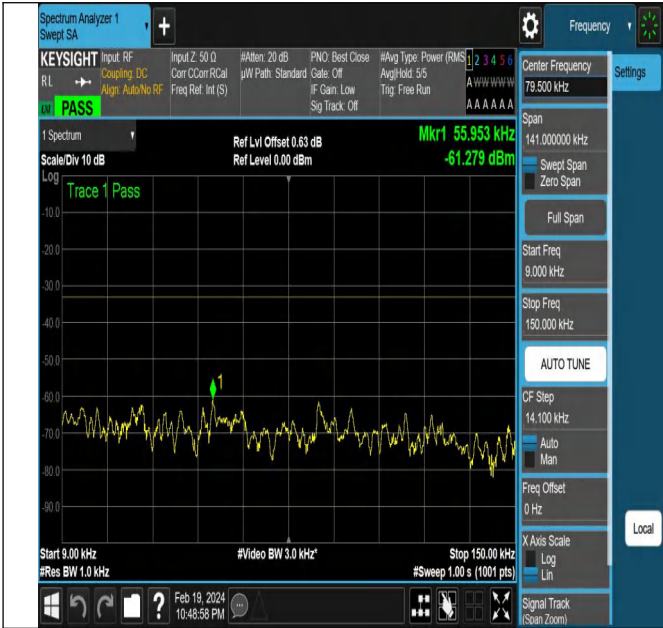 Spectrum Analyzer 1
Swept SA
+
Frequency
KEYSIGHT
RL
PASS
Input: RF
Coupling: DC
Align: Auto/No RF
Input Z: 50 Ω
Corr CCorr RCal
Freq Ref: Int (S)
#Atten: 20 dB
µW Path: Standard
PNO: Best Close
Gate: Off
IF Gain: Low
Sig Track: Off
#Avg Type: Power (RMS
Avg|Hold: 5/5
Trig: Free Run
1 2 3 4 5 6
A W W W W W
A A A A A A
Center Frequency
79.500 kHz
Settings
1 Spectrum
Scale/Div 10 dB
Ref Lvl Offset 0.63 dB
Ref Level 0.00 dBm
Mkr1 55.953 kHz
-61.279 dBm
Log
Trace 1 Pass
-10.0
-20.0
-30.0
-40.0
-50.0
-60.0
-70.0
-80.0
-90.0
1
Start 9.00 kHz
#Res BW 1.0 kHz
#Video BW 3.0 kHz*
Stop 150.00 kHz
#Sweep 1.00 s (1001 pts)
Span
141.000000 kHz
Swept Span
Zero Span
Full Span
Start Freq
9.000 kHz
Stop Freq
150.000 kHz
AUTO TUNE
CF Step
14.100 kHz
Auto
Man
Freq Offset
0 Hz
X Axis Scale
Log
Lin
Signal Track
(Span Zoom)
Local
?
Feb 19, 2024
10:48:58 PM